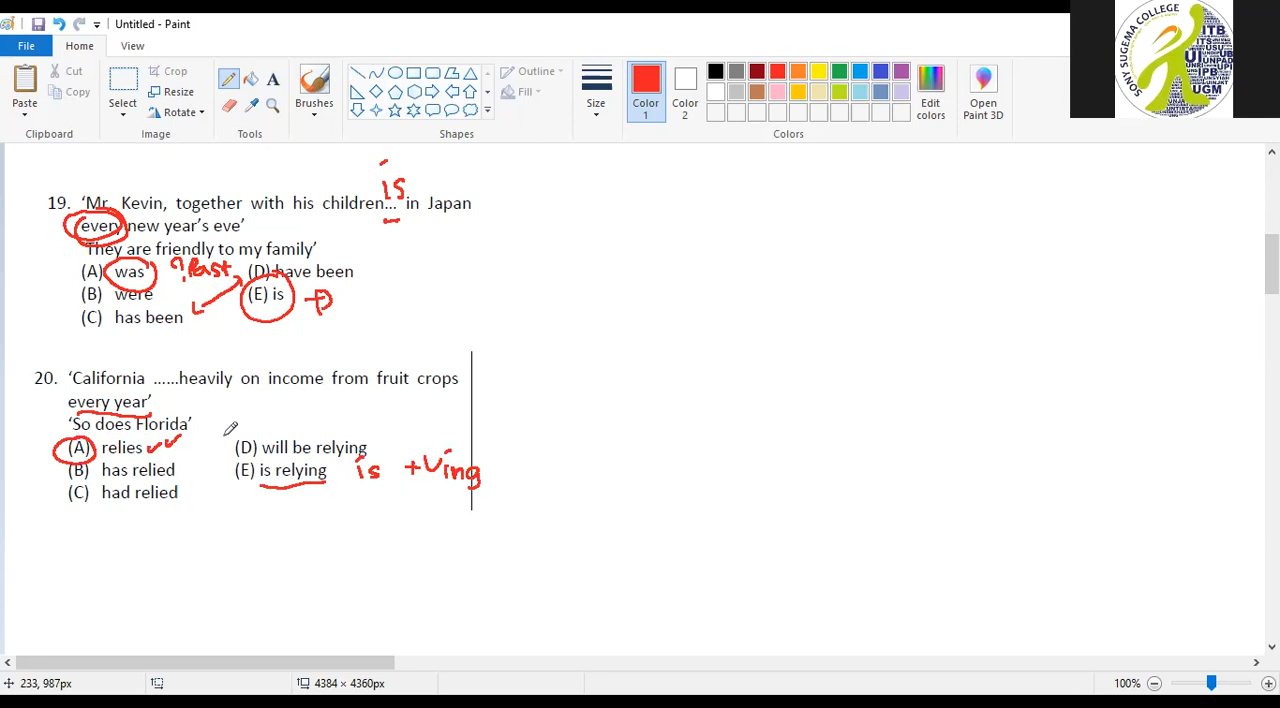 Untitled - Paint
File
Home
View
Paste
Cut
Copy
Clipboard
Select
Crop
Resize
Rotate
Image
Tools
Brushes
Shapes
Outline
Fill
Size
Color 1
Color 2
Edit colors
Open Paint 3D
Colors
SONY SUGEMA COLLEGE
ITB
UI
IPB
UGM
UNPAD
is
19. 'Mr. Kevin, together with his children... in Japan
every new year's eve'
'They are friendly to my family'
(A) was
Past
(D) have been
(B) were
(E) is
(C) has been
20. 'California ......heavily on income from fruit crops
every year'
'So does Florida'
(A) relies
(D) will be relying
(B) has relied
(E) is relying
is + Ving
(C) had relied
233, 987px
4384 × 4360px
100%